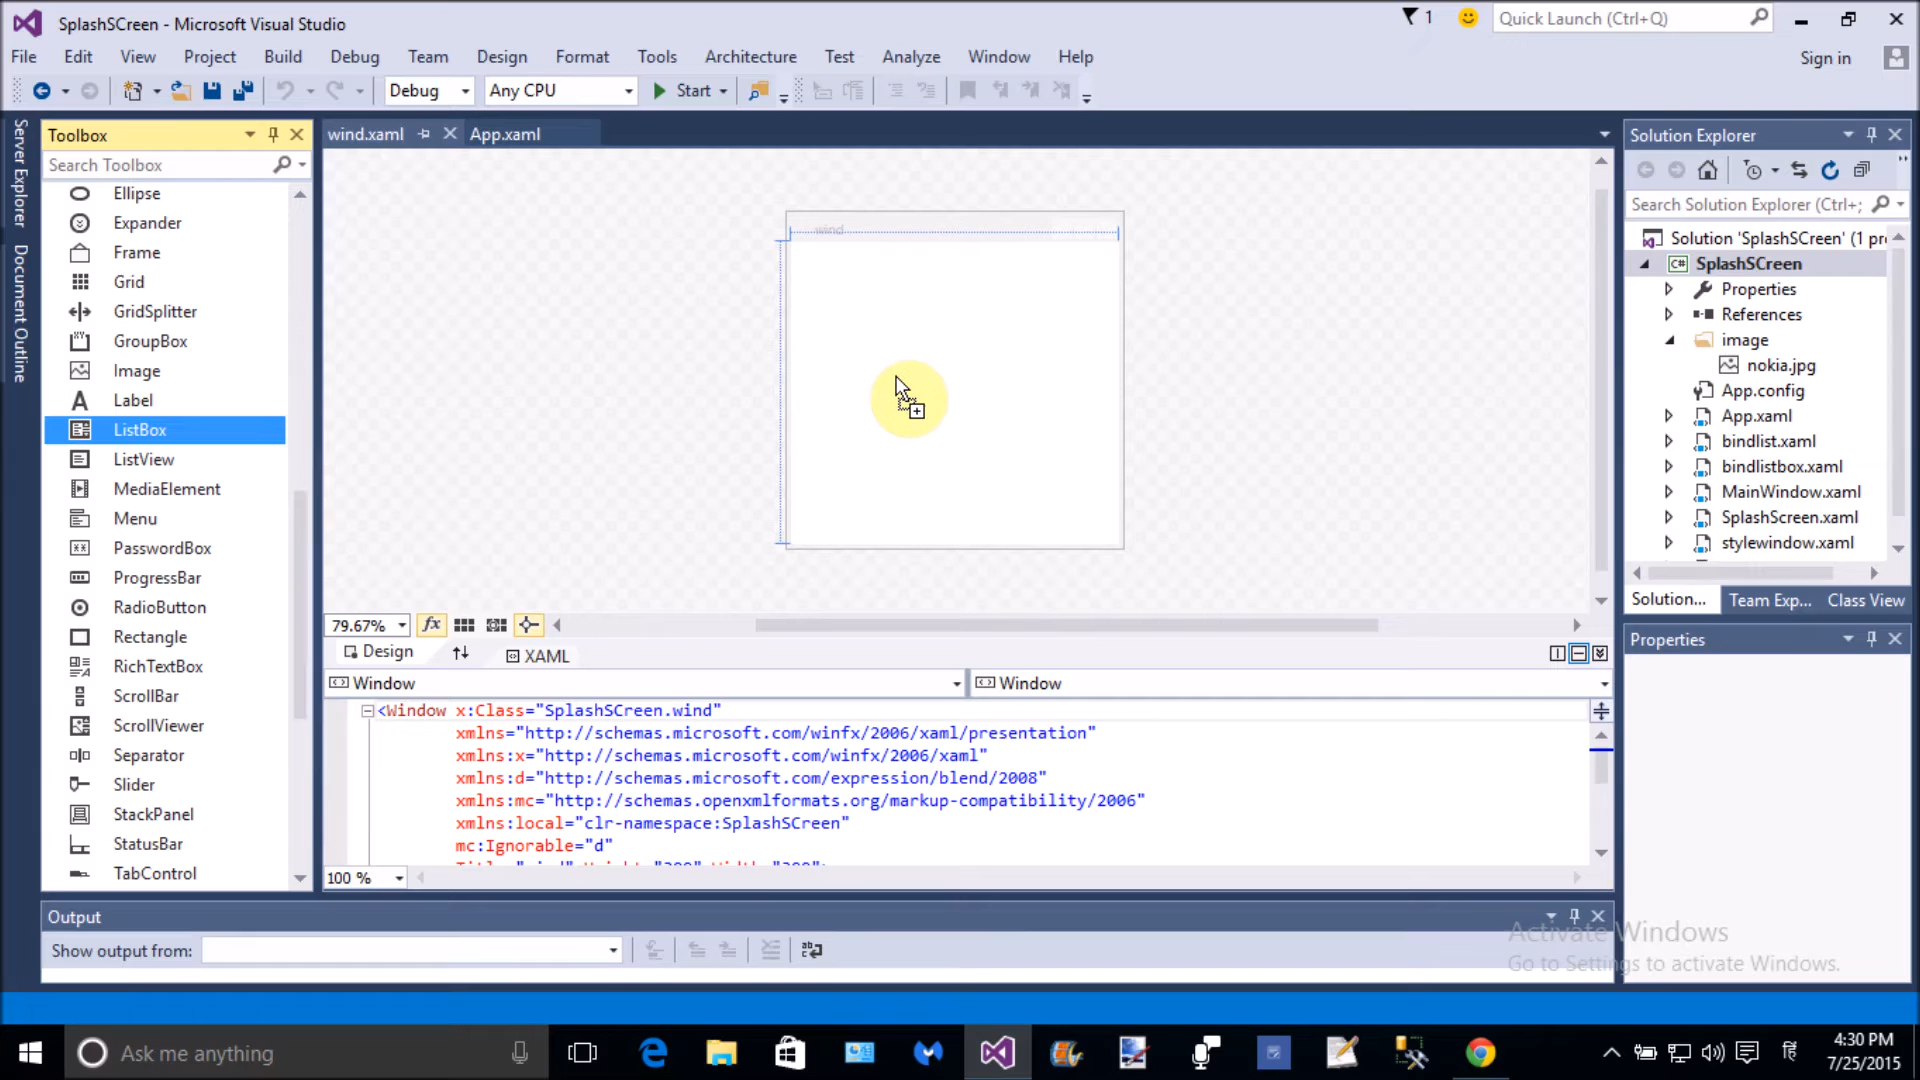 SplashSCreen - Microsoft Visual Studio
1
Quick Launch (Ctrl+Q)
File Edit View Project Build Debug Team Design Format Tools Architecture Test Analyze Window Help
Sign in
Debug Any CPU Start
Server Explorer
Document Outline
Toolbox
Search Toolbox
Ellipse
Expander
Frame
Grid
GridSplitter
GroupBox
Image
Label
ListBox
ListView
MediaElement
Menu
PasswordBox
ProgressBar
RadioButton
Rectangle
RichTextBox
ScrollBar
ScrollViewer
Separator
Slider
StackPanel
StatusBar
TabControl
wind.xaml App.xaml
wind
79.67% fx
Design XAML
Window Window
<Window x:Class="SplashSCreen.wind"
xmlns="http://schemas.microsoft.com/winfx/2006/xaml/presentation"
xmlns:x="http://schemas.microsoft.com/winfx/2006/xaml"
xmlns:d="http://schemas.microsoft.com/expression/blend/2008"
xmlns:mc="http://schemas.openxmlformats.org/markup-compatibility/2006"
xmlns:local="clr-namespace:SplashSCreen"
mc:Ignorable="d"
100 %
Solution Explorer
Search Solution Explorer (Ctrl+;
Solution 'SplashSCreen' (1 pr
C# SplashSCreen
Properties
References
image
nokia.jpg
App.config
App.xaml
bindlist.xaml
bindlistbox.xaml
MainWindow.xaml
SplashScreen.xaml
stylewindow.xaml
Solution... Team Exp... Class View
Properties
Output
Show output from:
Activate Windows
Go to Settings to activate Windows.
Ask me anything
हिं
4:30 PM
7/25/2015